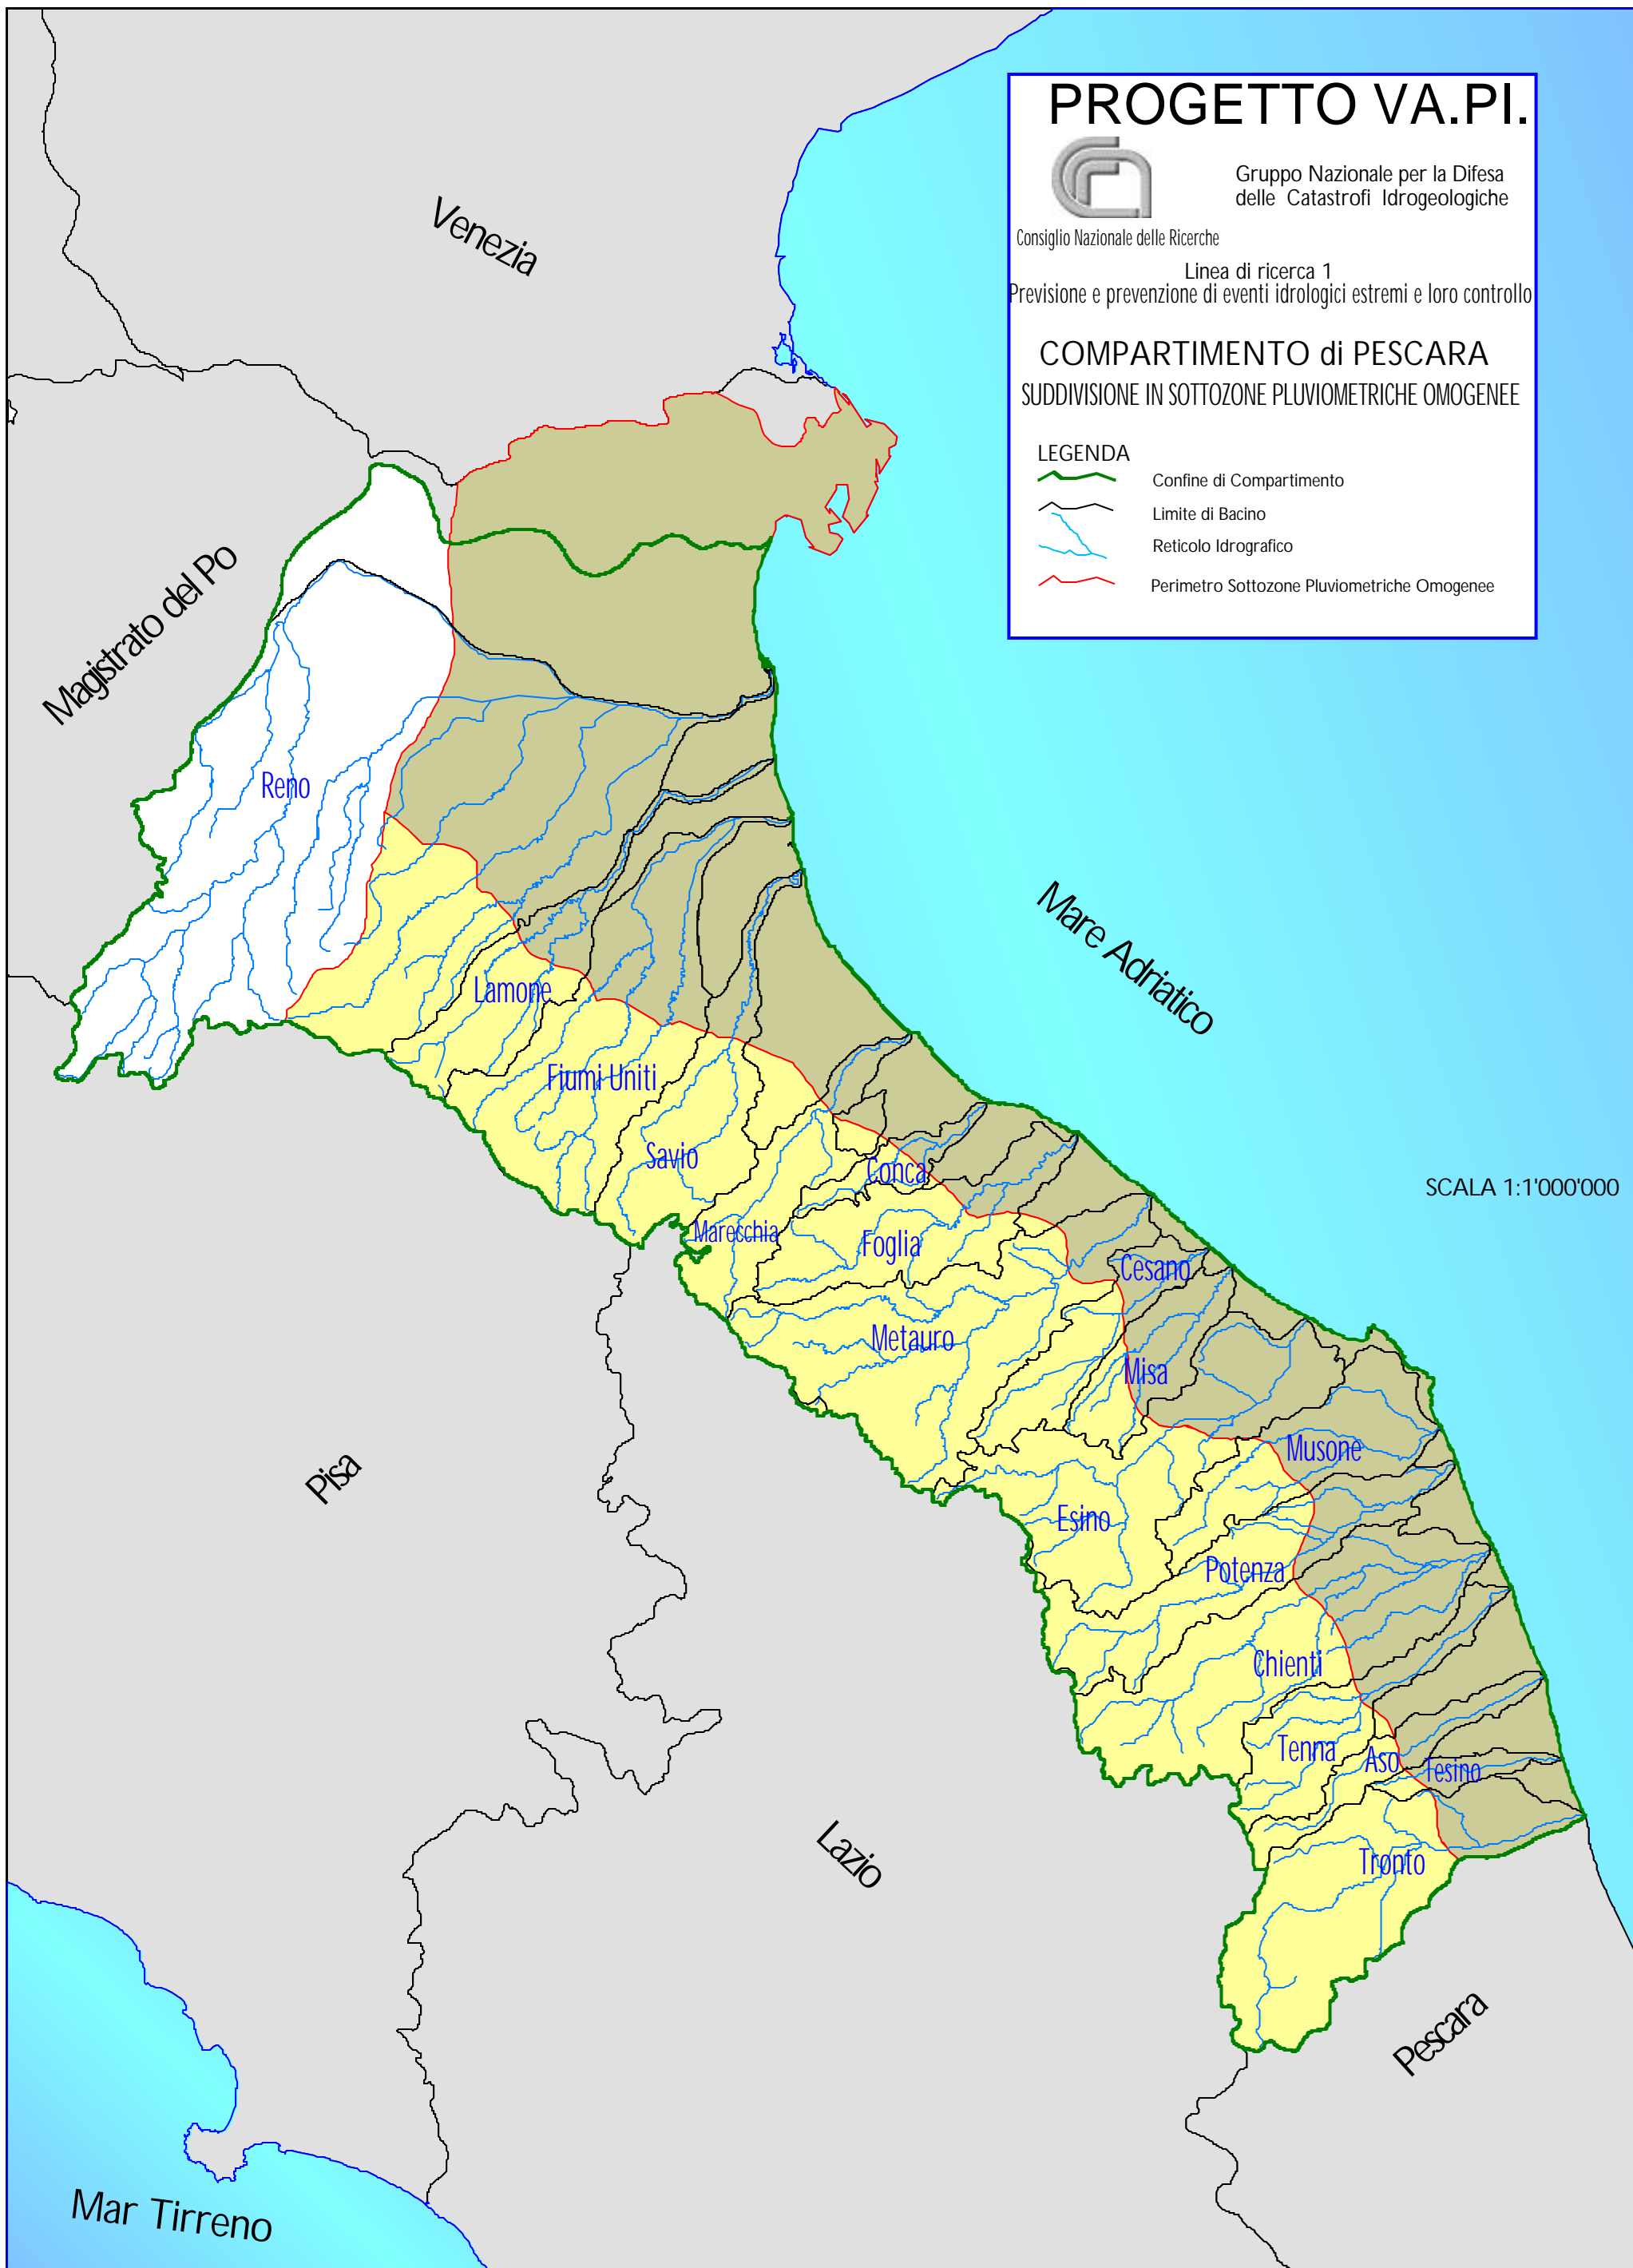 PROGETTO VA.PI.
Gruppo Nazionale per la Difesa
delle Catastrofi Idrogeologiche
Consiglio Nazionale delle Ricerche
Linea di ricerca 1
Previsione e prevenzione di eventi idrologici estremi e loro controllo
COMPARTIMENTO di PESCARA
SUDDIVISIONE IN SOTTOZONE PLUVIOMETRICHE OMOGENEE
LEGENDA
Confine di Compartimento
Limite di Bacino
Reticolo Idrografico
Perimetro Sottozone Pluviometriche Omogenee
Venezia
Magistrato del Po
Reno
Mare Adriatico
Lamone
Fiumi Uniti
Savio
Conca
SCALA 1:1'000'000
Marecchia
Foglia
Cesano
Metauro
Misa
Musone
Pisa
Esino
Potenza
Chienti
Tenna
Aso
Tesino
Lazio
Tronto
Pescara
Mar Tirreno